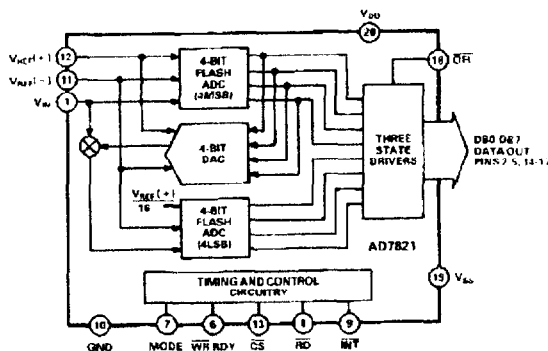 VDD
20
VREF(+) 12
VREF(-) 11
VIN 1
4-BIT
FLASH
ADC
(4MSB)
4-BIT
DAC
VREF(+)
16
4-BIT
FLASH
ADC
(4LSB)
THREE
STATE
DRIVERS
18
DB0-DB7
DATA OUT
PINS 2-5, 14-17
AD7821
19 VSS
TIMING AND CONTROL
CIRCUITRY
10 7 6 13 8 9
GND MODE WR/RDY CS RD INT